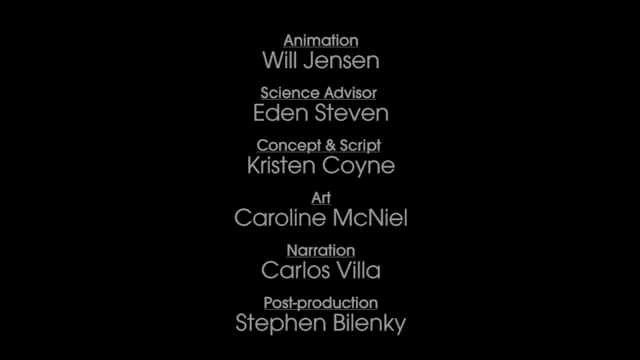 Animation
Will Jensen
Science Advisor
Eden Steven
Concept & Script
Kristen Coyne
Art
Caroline McNiel
Narration
Carlos Villa
Post-production
Stephen Bilenky